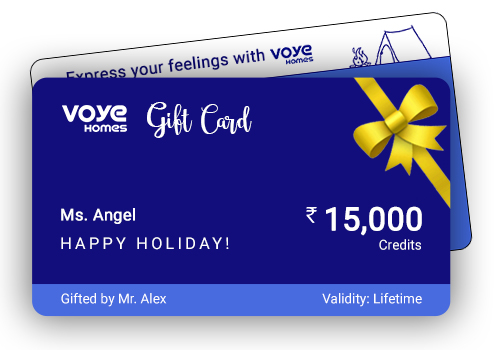 Express your feelings with VOYE HOMES
VOYE HOMES Gift Card
Ms. Angel
₹ 15,000
HAPPY HOLIDAY!
Credits
Gifted by Mr. Alex
Validity: Lifetime